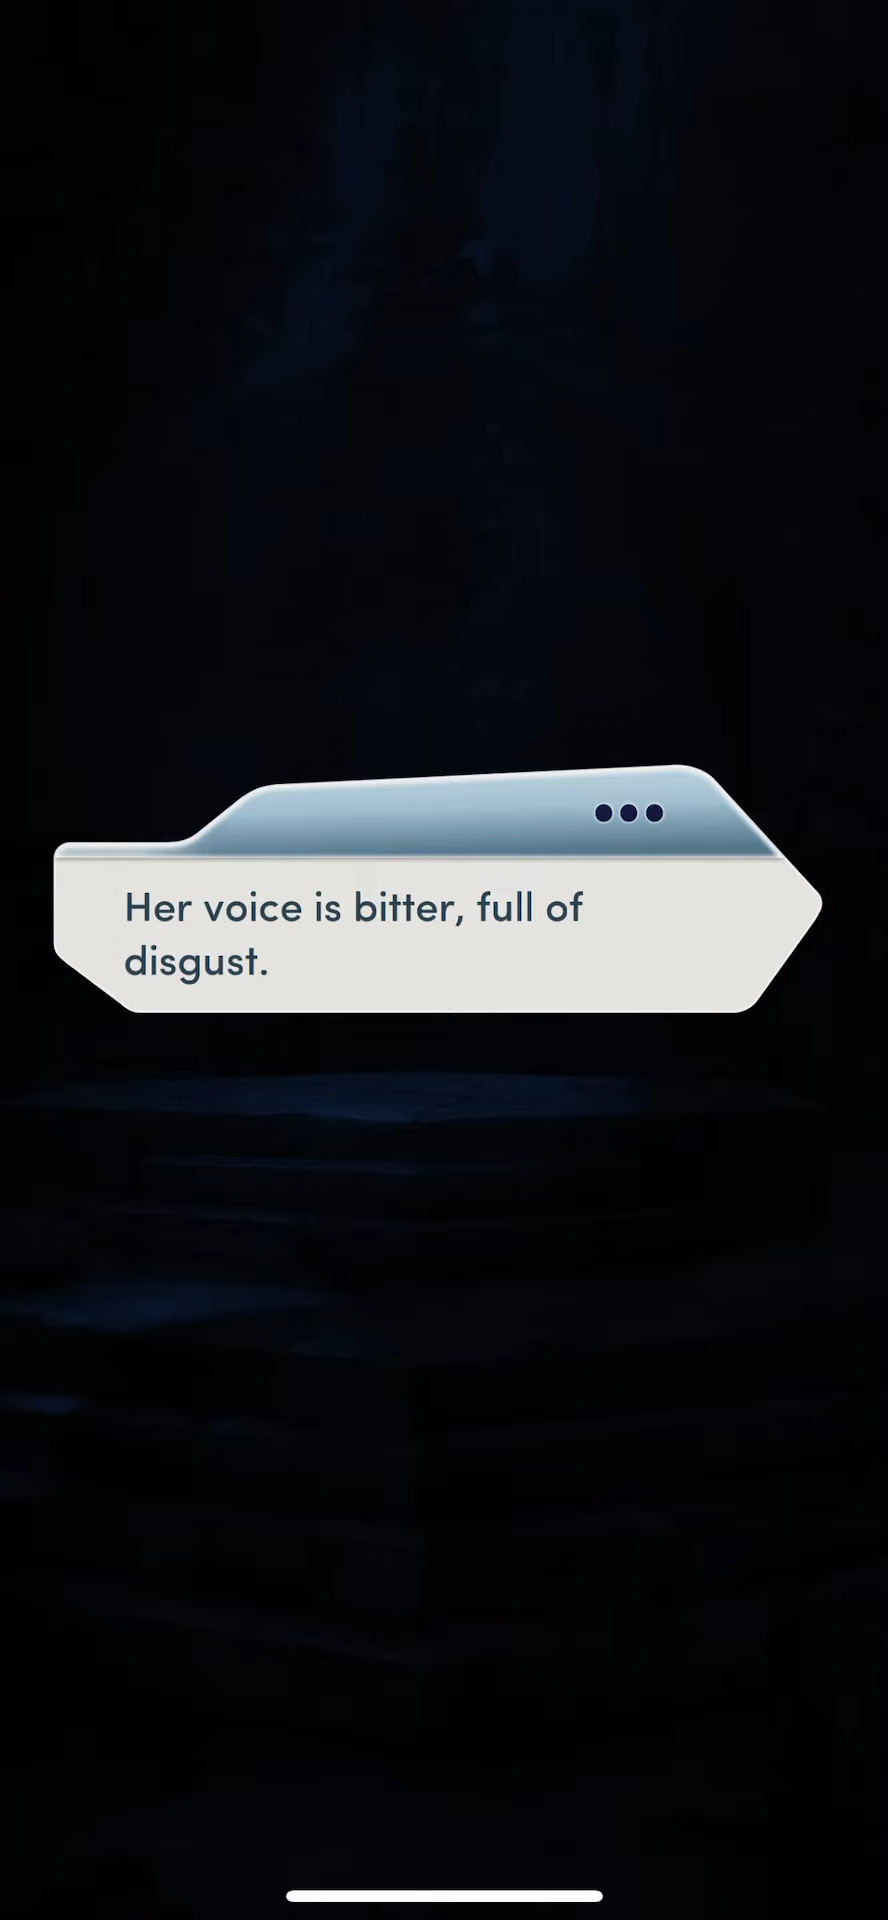 Her voice is bitter, full of
disgust.